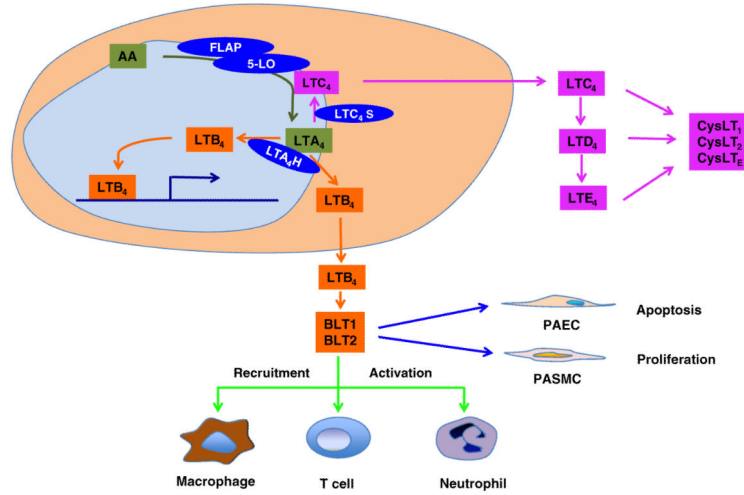 FLAP
AA
5-LO
LTC₄
LTC₄ S
LTA₄
LTB₄
LTA₄H
LTB₄
LTB₄
LTC₄
LTD₄
LTE₄
CysLT₁
CysLT₂
CysLT_E
LTB₄
BLT1
BLT2
PAEC
Apoptosis
PASMC
Proliferation
Recruitment
Activation
Macrophage
T cell
Neutrophil